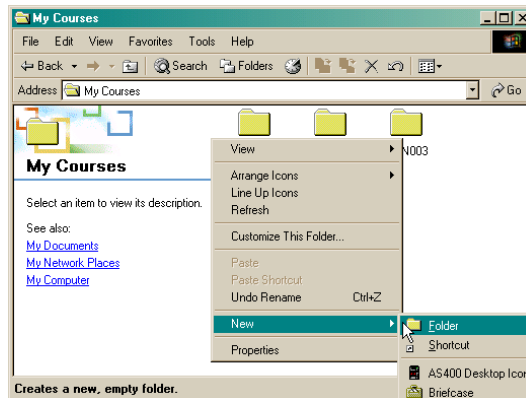 My Courses
File Edit View Favorites Tools Help
Back Search Folders
Address My Courses Go
My Courses
Select an item to view its description.
See also:
My Documents
My Network Places
My Computer
N003
View
Arrange Icons
Line Up Icons
Refresh
Customize This Folder...
Paste
Paste Shortcut
Undo Rename Ctrl+Z
New
Properties
Folder
Shortcut
AS400 Desktop Icon
Briefcase
Creates a new, empty folder.